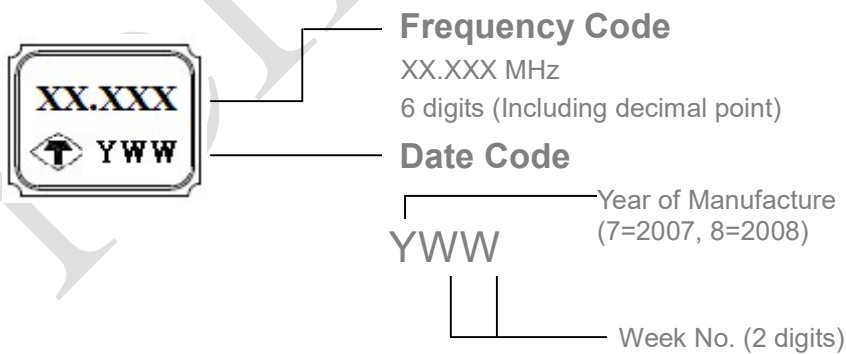 Frequency Code
XX.XXX MHz
6 digits (Including decimal point)
XX.XXX
YWW
Date Code
Year of Manufacture
(7=2007, 8=2008)
YWW
Week No. (2 digits)